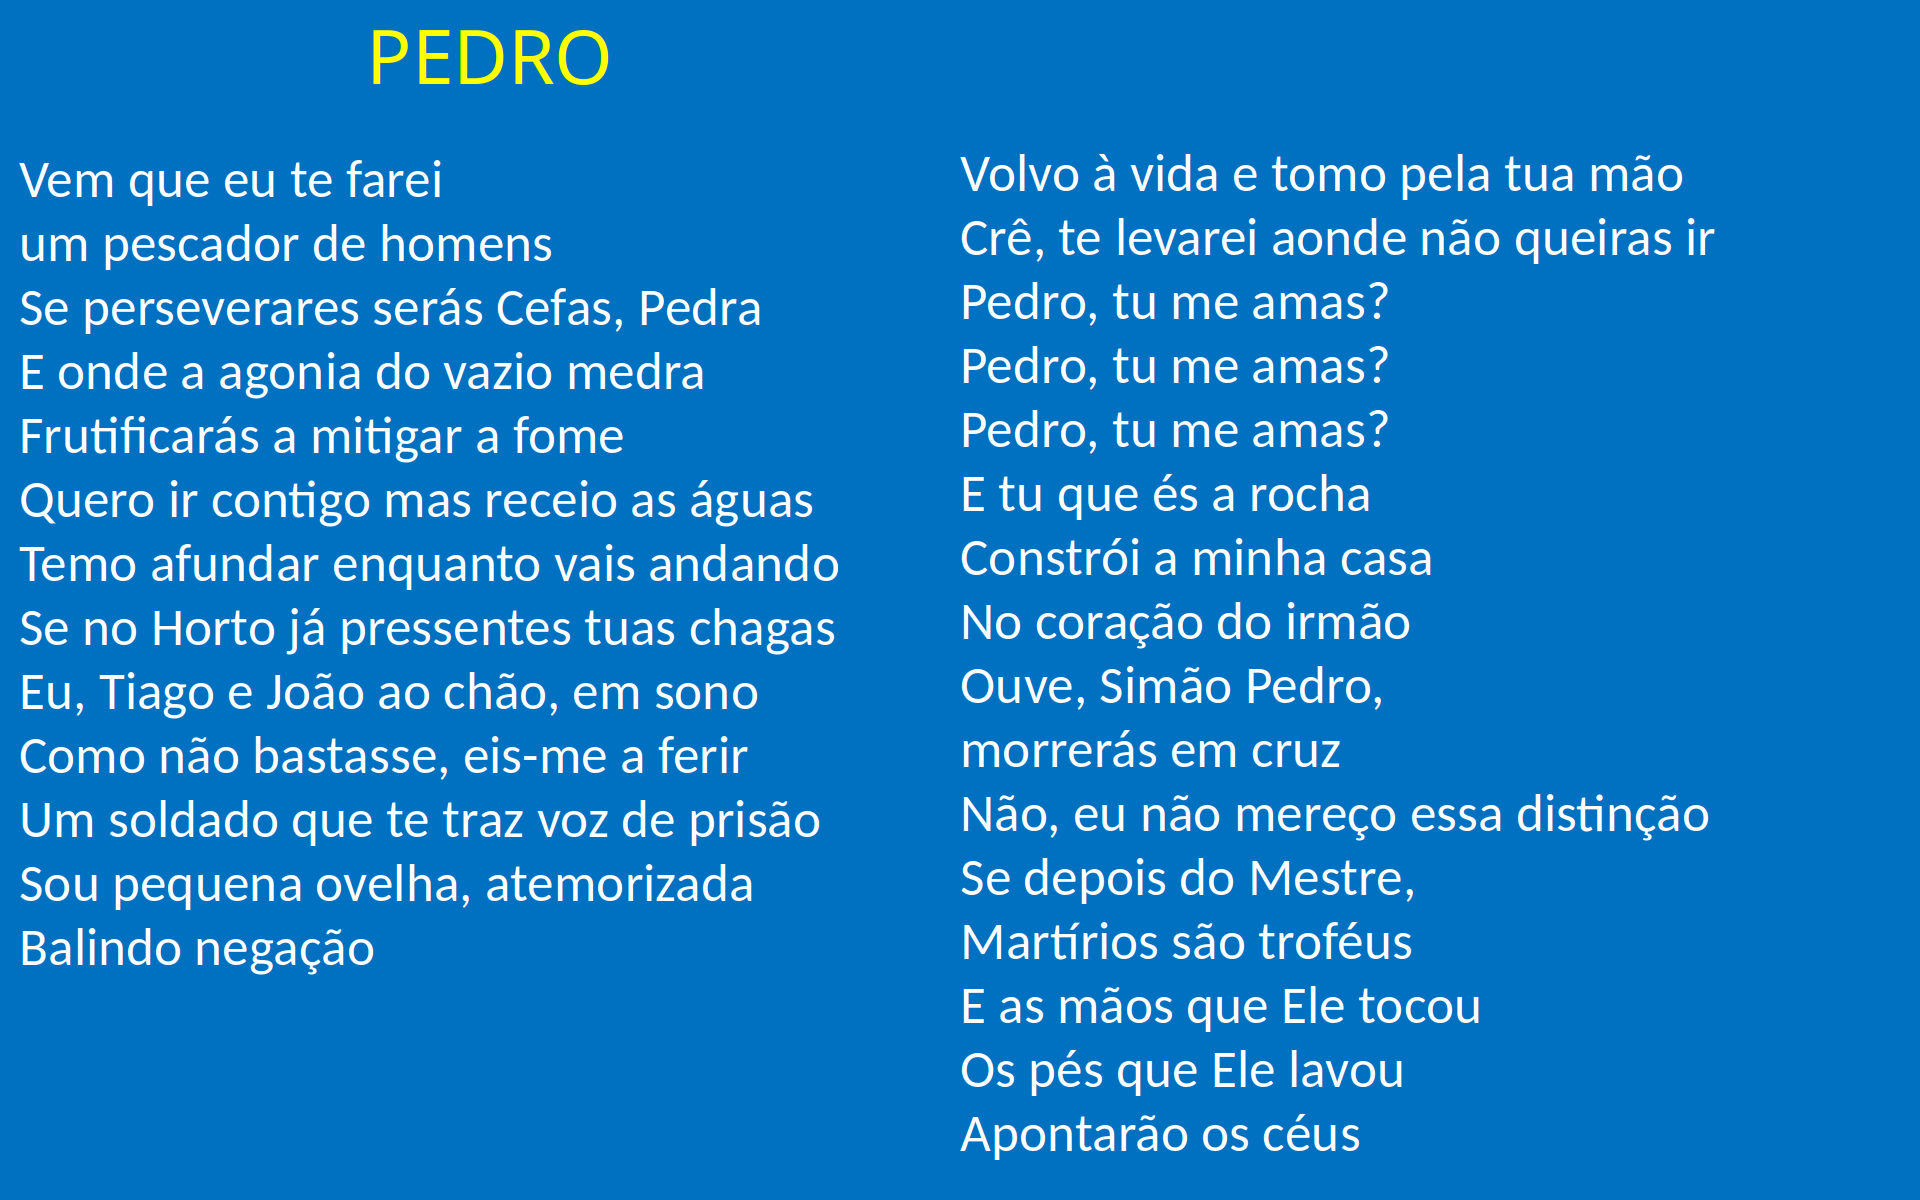 PEDRO
Vem que eu te farei
um pescador de homens
Se perseverares serás Cefas, Pedra
E onde a agonia do vazio medra
Frutificarás a mitigar a fome
Quero ir contigo mas receio as águas
Temo afundar enquanto vais andando
Se no Horto já pressentes tuas chagas
Eu, Tiago e João ao chão, em sono
Como não bastasse, eis-me a ferir
Um soldado que te traz voz de prisão
Sou pequena ovelha, atemorizada
Balindo negação
Volvo à vida e tomo pela tua mão
Crê, te levarei aonde não queiras ir
Pedro, tu me amas?
Pedro, tu me amas?
Pedro, tu me amas?
E tu que és a rocha
Constrói a minha casa
No coração do irmão
Ouve, Simão Pedro,
morrerás em cruz
Não, eu não mereço essa distinção
Se depois do Mestre,
Martírios são troféus
E as mãos que Ele tocou
Os pés que Ele lavou
Apontarão os céus